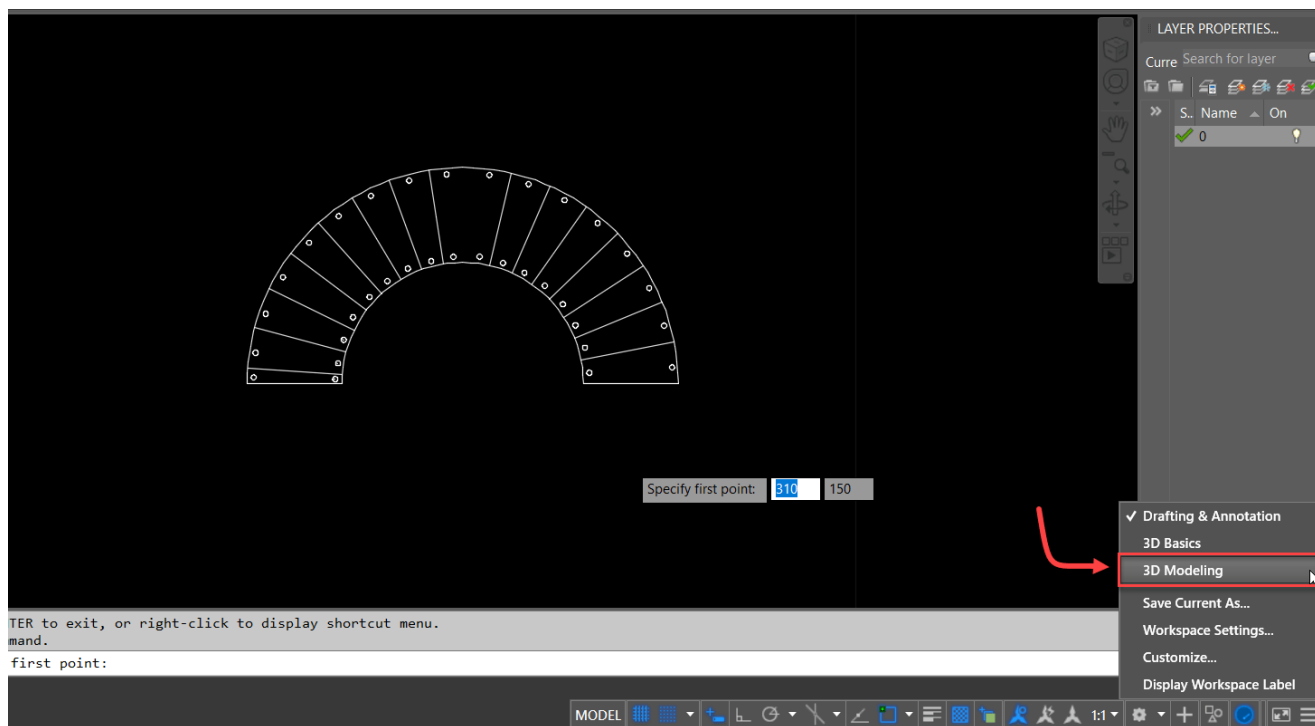 LAYER PROPERTIES...
Curre Search for layer
S.. Name On
0
Specify first point: 310 150
Drafting & Annotation
3D Basics
3D Modeling
Save Current As...
Workspace Settings...
Customize...
Display Workspace Label
TER to exit, or right-click to display shortcut menu.
mand.
first point:
MODEL 1:1